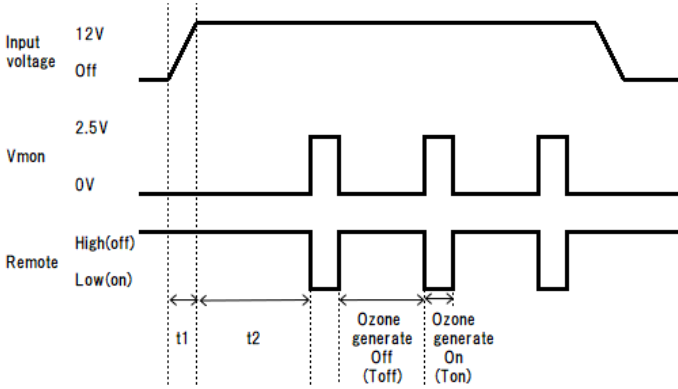 Input
voltage
12V
Off
Vmon
2.5V
0V
Remote
High(off)
Low(on)
t1
t2
Ozone
generate
Off
(Toff)
Ozone
generate
On
(Ton)